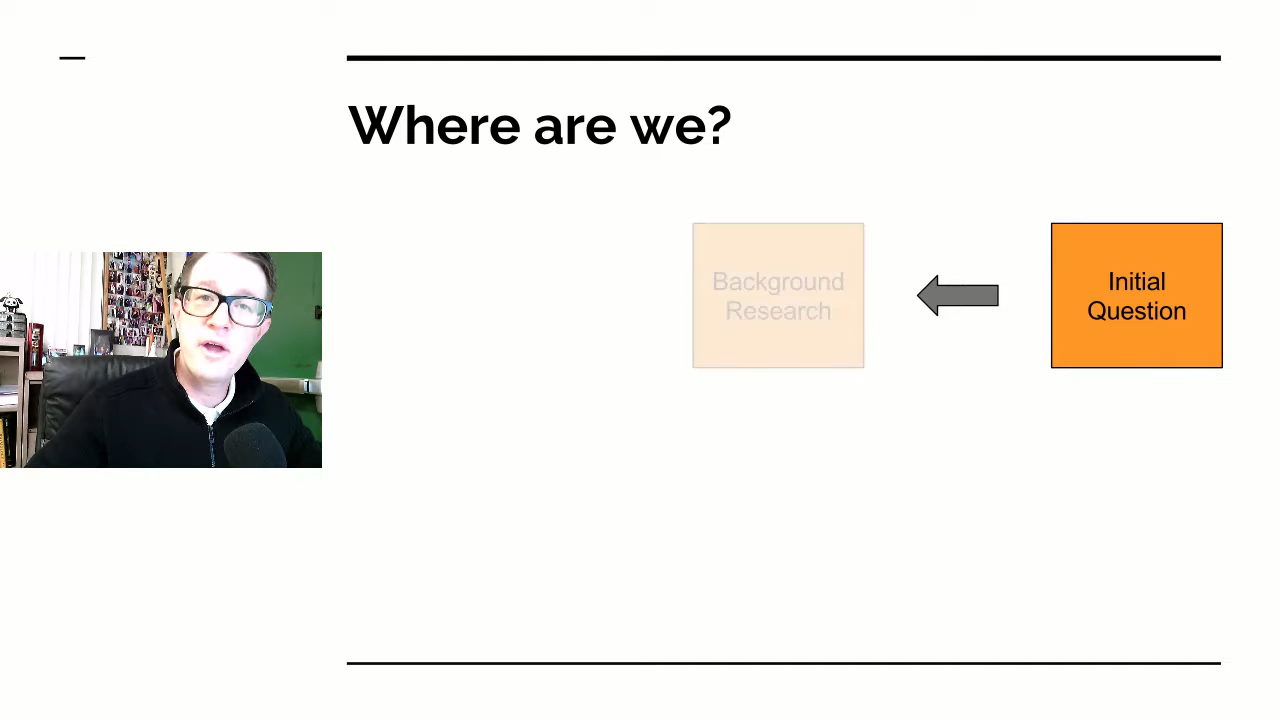 Where are we?
Background
Research
Initial
Question